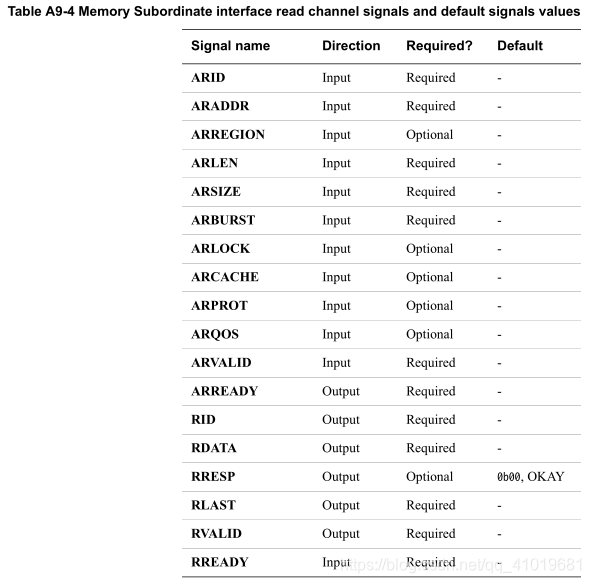 Table A9-4 Memory Subordinate interface read channel signals and default signals values
Signal name Direction Required? Default
ARID Input Required -
ARADDR Input Required -
ARREGION Input Optional -
ARLEN Input Required -
ARSIZE Input Required -
ARBURST Input Required -
ARLOCK Input Optional -
ARCACHE Input Optional -
ARPROT Input Optional -
ARQOS Input Optional -
ARVALID Input Required -
ARREADY Output Required -
RID Output Required -
RDATA Output Required -
RRESP Output Optional 0b00, OKAY
RLAST Output Required -
RVALID Output Required -
RREADY Input Required -
https://blog.csdn.net/qq_41019681